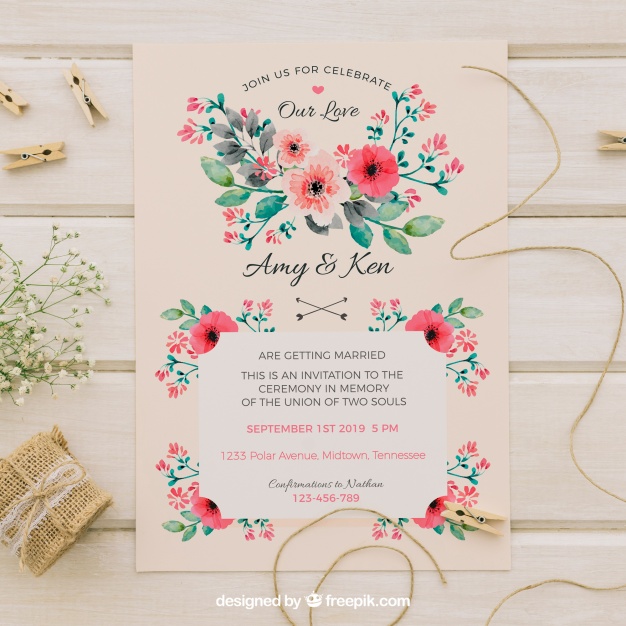 JOIN US FOR CELEBRATE
Our Love
Amy & Ken
ARE GETTING MARRIED
THIS IS AN INVITATION TO THE
CEREMONY IN MEMORY
OF THE UNION OF TWO SOULS
SEPTEMBER 1ST 2019 5 PM
1233 Polar Avenue, Midtown, Tennessee
Confirmations to Nathan
123-456-789
designed by freepik.com